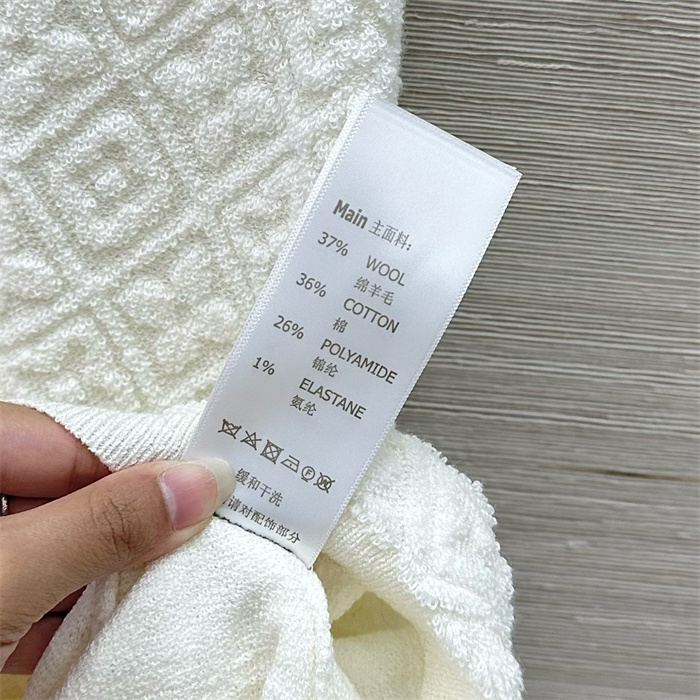 Main 主面料:
37% WOOL
绵羊毛
36% COTTON
棉
26% POLYAMIDE
锦纶
1% ELASTANE
氨纶
F
缓和干洗
请对配饰部分